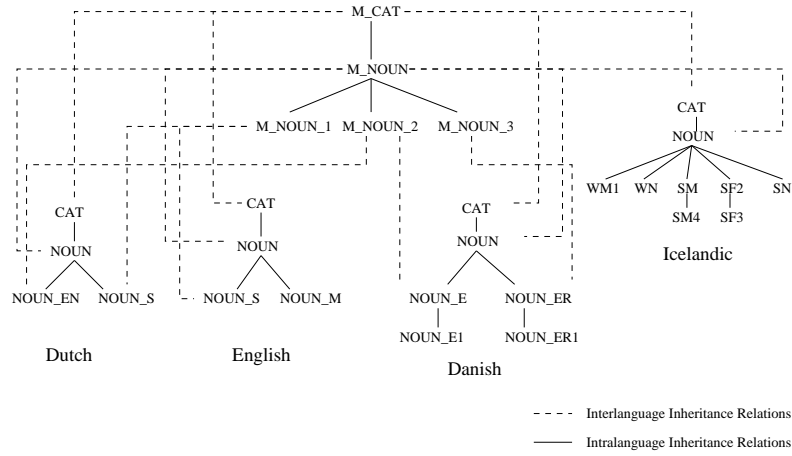 M_CAT
M_NOUN
M_NOUN_1 M_NOUN_2 M_NOUN_3
CAT
NOUN
WM1 WN SM SF2 SN
SM4 SF3
Icelandic
CAT
NOUN
NOUN_EN NOUN_S
Dutch
CAT
NOUN
NOUN_S NOUN_M
English
CAT
NOUN
NOUN_E NOUN_ER
NOUN_E1 NOUN_ER1
Danish
Interlanguage Inheritance Relations
Intralanguage Inheritance Relations